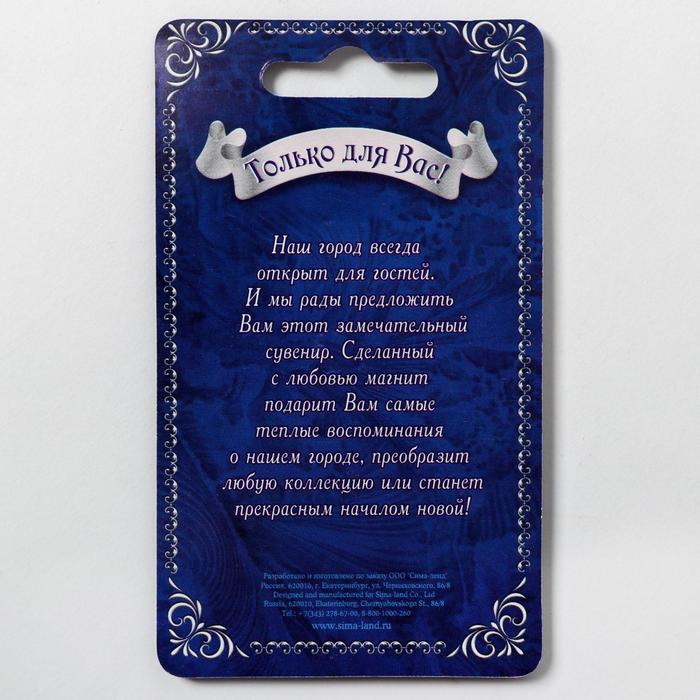 Только для Вас!
Наш город всегда
открыт для гостей.
И мы рады предложить
Вам этот замечательный
сувенир. Сделанный
с любовью магнит
подарит Вам самые
теплые воспоминания
о нашем городе, преобразит
любую коллекцию или станет
прекрасным началом новой!
Разработано и изготовлено по заказу ООО "Сима-ленд"
Россия, 620010, г. Екатеринбург, ул. Черняховского, 86/8
Designed and manufactured for Sima-land Co., Ltd
Russia, 620010, Ekaterinburg, Chernyahovskogo St., 86/8
Tel.: +7(343) 278-67-00, 8-800-1000-260
www.sima-land.ru